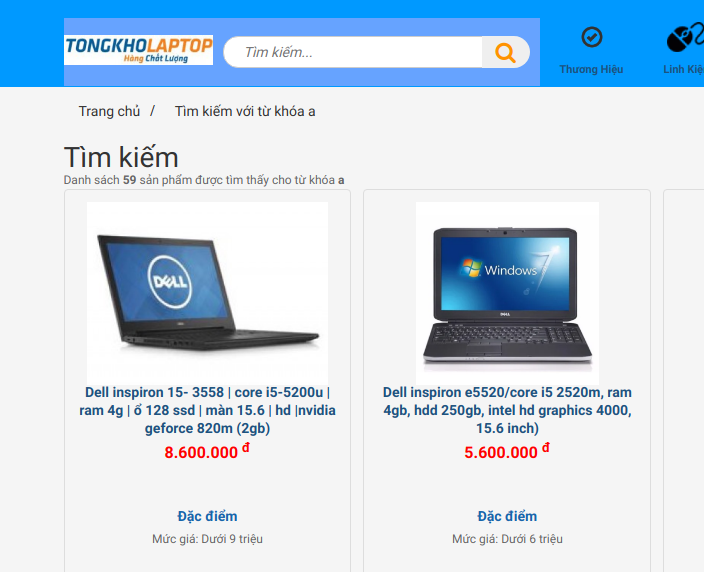 TONGKHOLAPTOP
Hàng Chất Lượng
Tìm kiếm...
Thương Hiệu
Linh Kiệ
Trang chủ / Tìm kiếm với từ khóa a
Tìm kiếm
Danh sách 59 sản phẩm được tìm thấy cho từ khóa a
DELL
Windows 7
DELL
Dell inspiron 15- 3558 | core i5-5200u |
ram 4g | ổ 128 ssd | màn 15.6 | hd |nvidia
geforce 820m (2gb)
8.600.000 đ
Đặc điểm
Mức giá: Dưới 9 triệu
Dell inspiron e5520/core i5 2520m, ram
4gb, hdd 250gb, intel hd graphics 4000,
15.6 inch)
5.600.000 đ
Đặc điểm
Mức giá: Dưới 6 triệu